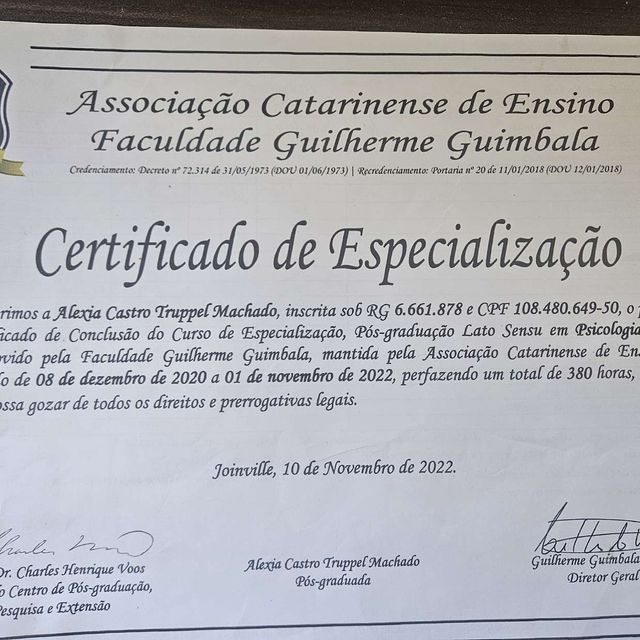 Associação Catarinense de Ensino
Faculdade Guilherme Guimbala
Credenciamento: Decreto nº 72.314 de 31/05/1973 (DOU 01/06/1973) | Recredenciamento: Portaria nº 20 de 11/01/2018 (DOU 12/01/2018)
Certificado de Especialização
rimos a Alexia Castro Truppel Machado, inscrita sob RG 6.661.878 e CPF 108.480.649-50, o
ficado de Conclusão do Curso de Especialização, Pós-graduação Lato Sensu em Psicologia
vido pela Faculdade Guilherme Guimbala, mantida pela Associação Catarinense de En
do de 08 de dezembro de 2020 a 01 de novembro de 2022, perfazendo um total de 380 horas,
ossa gozar de todos os direitos e prerrogativas legais.
Joinville, 10 de Novembro de 2022.
Dr. Charles Henrique Voos
o Centro de Pós-graduação,
Pesquisa e Extensão
Alexia Castro Truppel Machado
Pós-graduada
Guilherme Guimbala
Diretor Geral